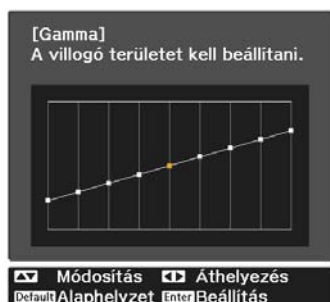 [Gamma]
A villogó területet kell beállítani.
Módosítás Áthelyezés
Default Alaphelyzet Enter Beállítás